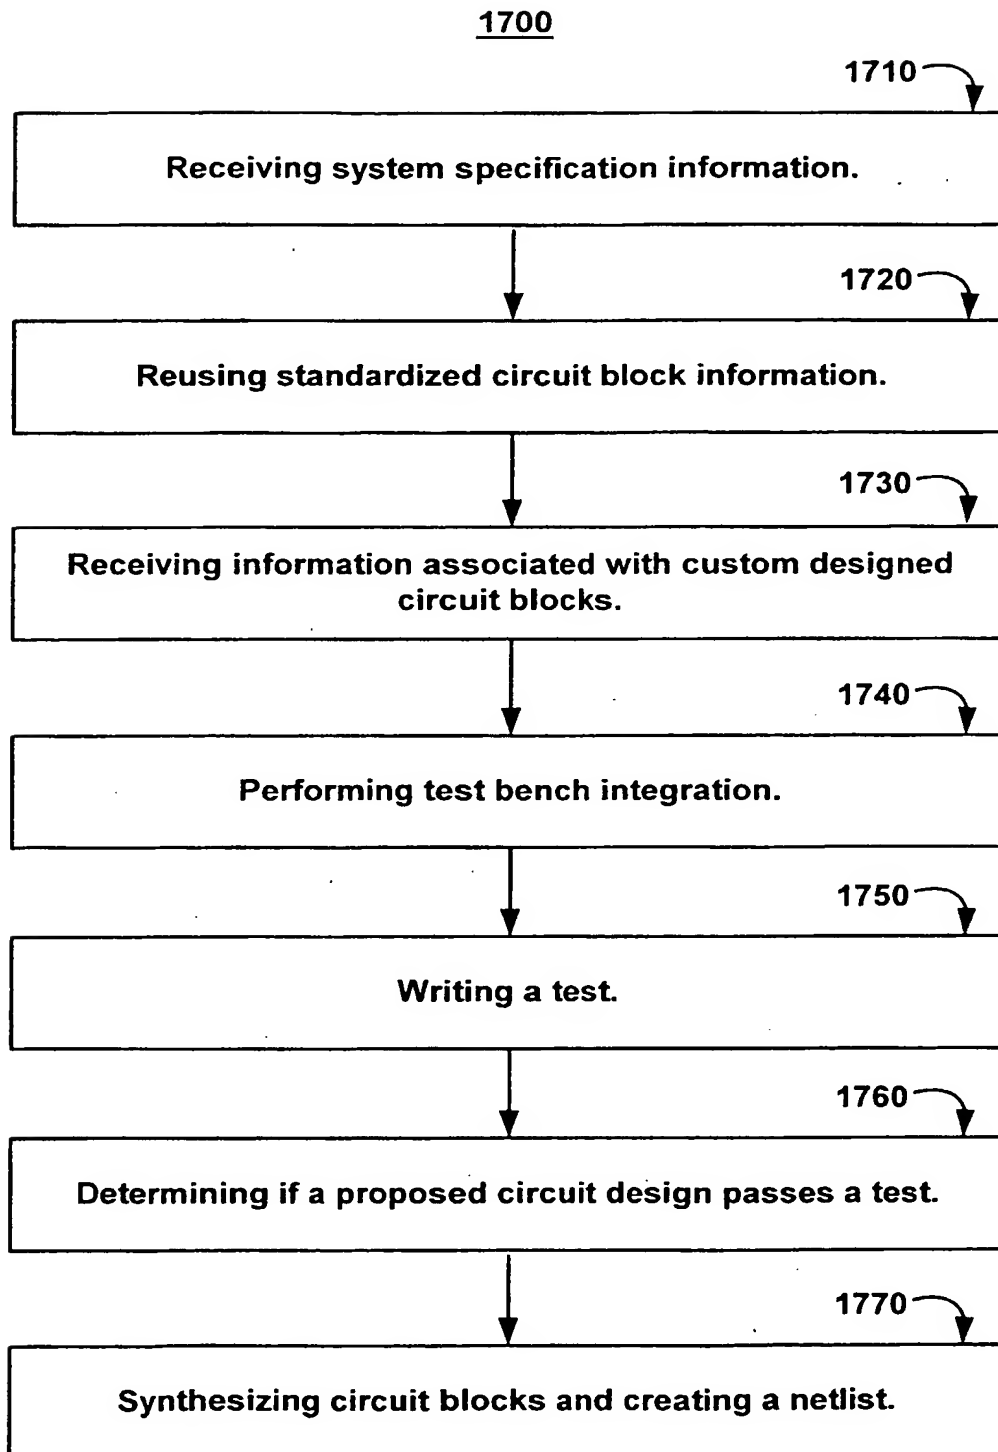 1700
1710
Receiving system specification information.
1720
Reusing standardized circuit block information.
1730
Receiving information associated with custom designed
circuit blocks.
1740
Performing test bench integration.
1750
Writing a test.
1760
Determining if a proposed circuit design passes a test.
1770
Synthesizing circuit blocks and creating a netlist.